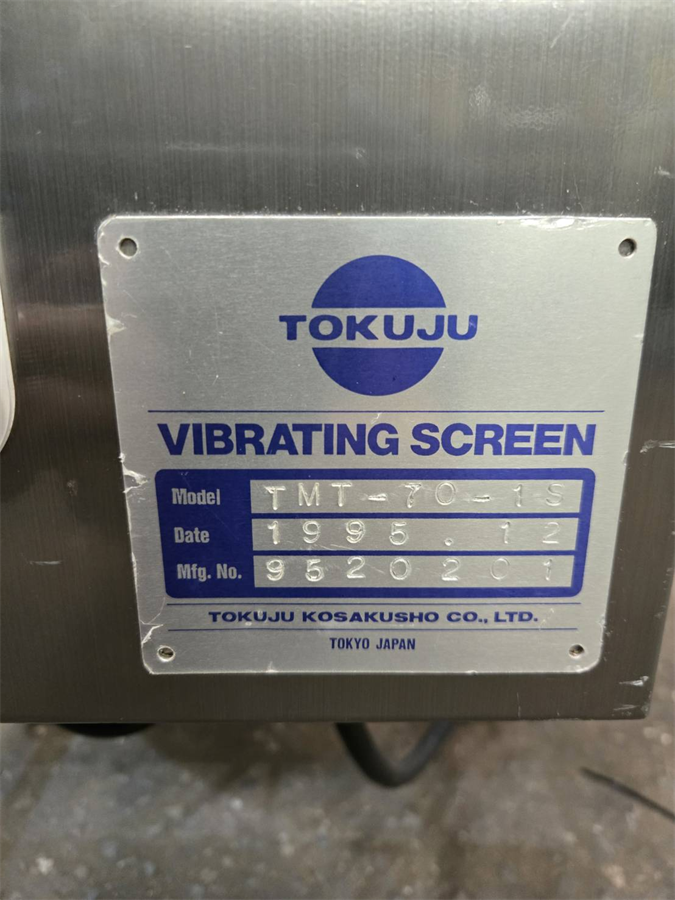 TOKUJU
VIBRATING SCREEN
Model TMT-70-1S
Date 1995.12
Mfg. No. 9520201
TOKUJU KOSAKUSHO CO., LTD.
TOKYO JAPAN